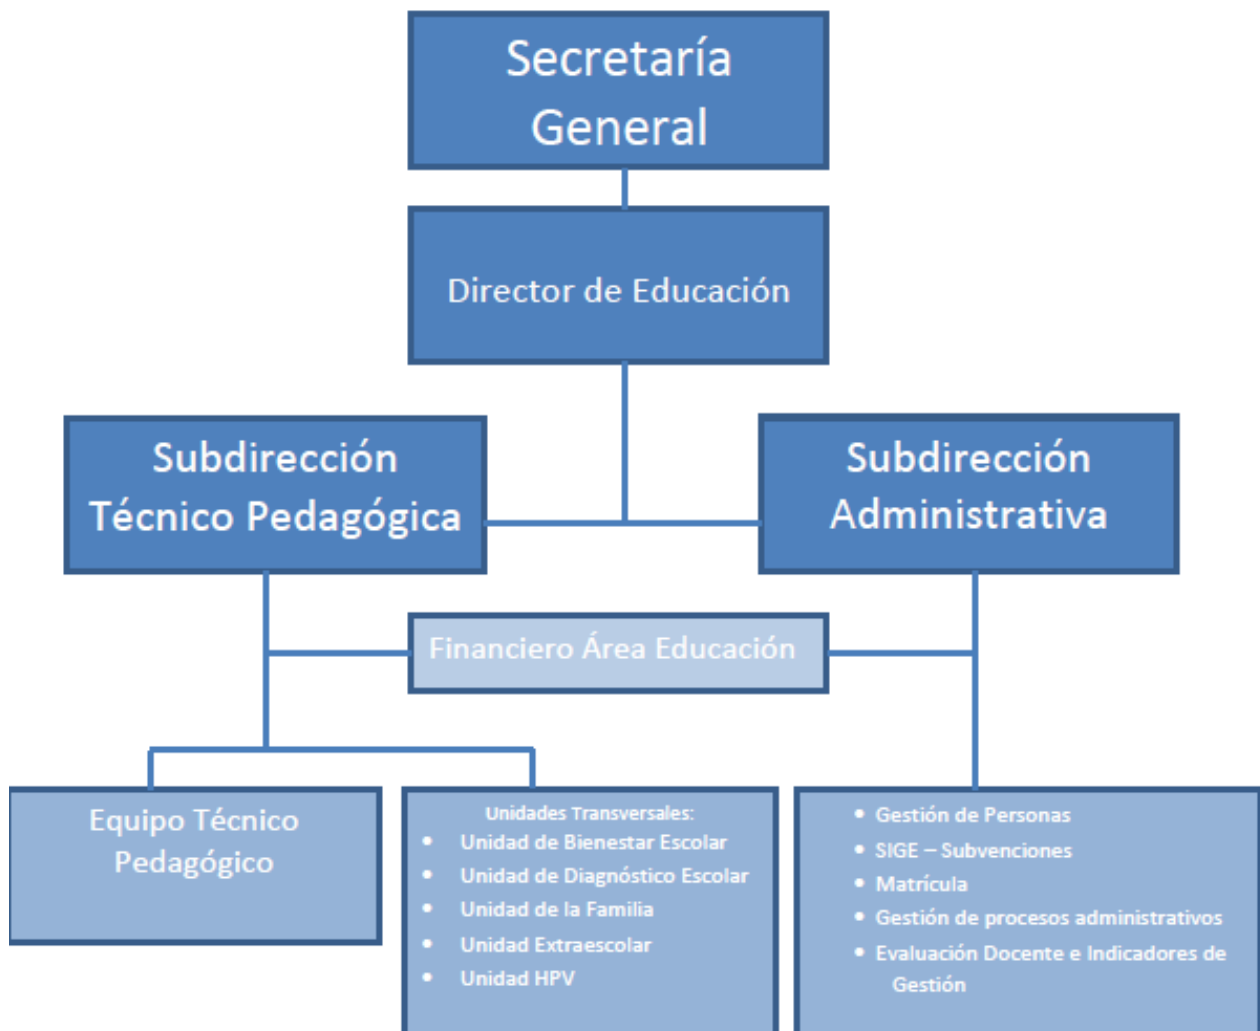 Secretaría
General
Director de Educación
Subdirección
Técnico Pedagógica
Subdirección
Administrativa
Financiero Área Educación
Equipo Técnico
Pedagógico
Unidades Transversales:
• Unidad de Bienestar Escolar
• Unidad de Diagnóstico Escolar
• Unidad de la Familia
• Unidad Extraescolar
• Unidad HPV
• Gestión de Personas
• SIGE – Subvenciones
• Matrícula
• Gestión de procesos administrativos
• Evaluación Docente e Indicadores de
Gestión